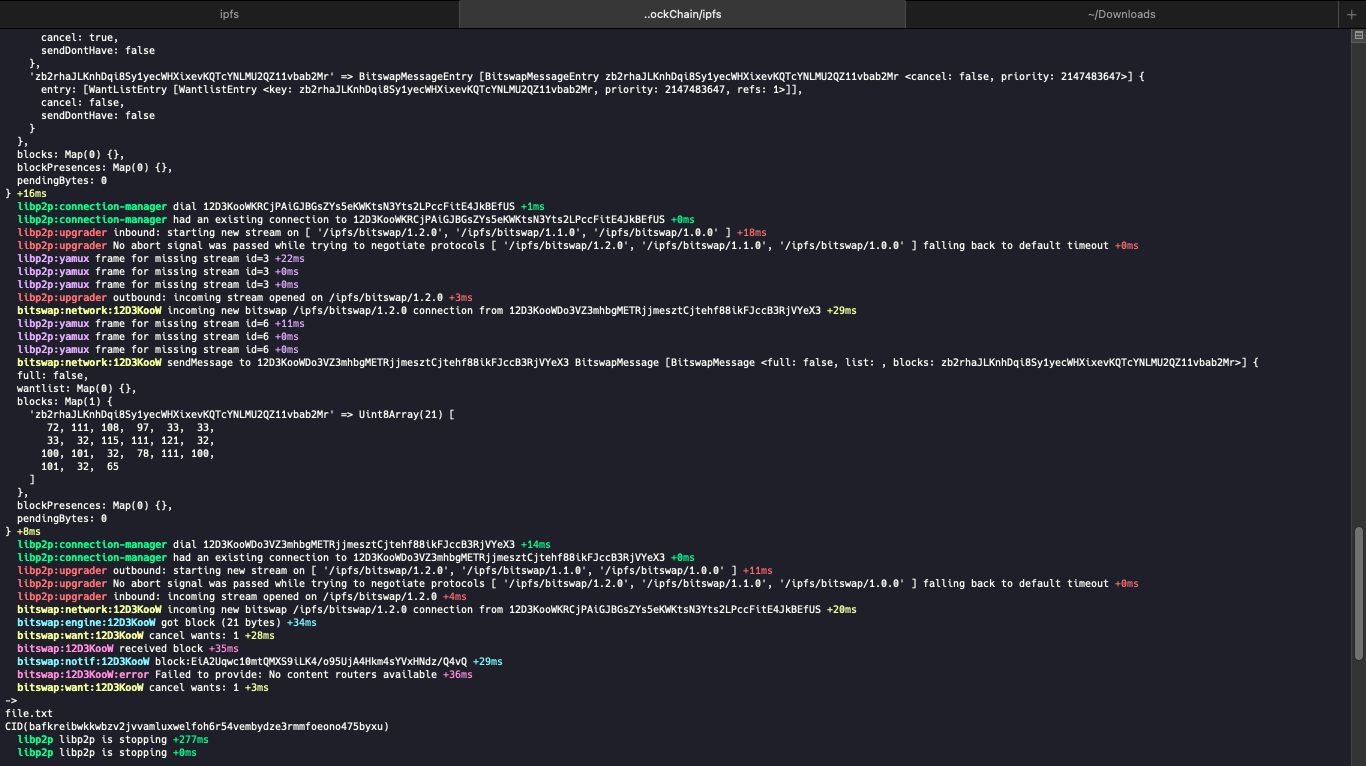 ipfs
..ockChain/ipfs
~/Downloads
cancel: true,
sendDontHave: false
},
'zb2rhaJLKnhDqi8Sy1yecWHXixevKQTcYNLMU2QZ11vbab2Mr' => BitswapMessageEntry [BitswapMessageEntry zb2rhaJLKnhDqi8Sy1yecWHXixevKQTcYNLMU2QZ11vbab2Mr <cancel: false, priority: 2147483647>] {
entry: [WantListEntry [WantlistEntry <key: zb2rhaJLKnhDqi8Sy1yecWHXixevKQTcYNLMU2QZ11vbab2Mr, priority: 2147483647, refs: 1>]],
cancel: false,
sendDontHave: false
}
},
blocks: Map(0) {},
blockPresences: Map(0) {},
pendingBytes: 0
} +16ms
libp2p:connection-manager dial 12D3KooWKRCjPAiGJBGsZYs5eKWKtsN3Yts2LPccFitE4JkBEfUS +1ms
libp2p:connection-manager had an existing connection to 12D3KooWKRCjPAiGJBGsZYs5eKWKtsN3Yts2LPccFitE4JkBEfUS +0ms
libp2p:upgrader inbound: starting new stream on [ '/ipfs/bitswap/1.2.0', '/ipfs/bitswap/1.1.0', '/ipfs/bitswap/1.0.0' ] +18ms
libp2p:upgrader No abort signal was passed while trying to negotiate protocols [ '/ipfs/bitswap/1.2.0', '/ipfs/bitswap/1.1.0', '/ipfs/bitswap/1.0.0' ] falling back to default timeout +0ms
libp2p:yamux frame for missing stream id=3 +22ms
libp2p:yamux frame for missing stream id=3 +0ms
libp2p:yamux frame for missing stream id=3 +0ms
libp2p:upgrader outbound: incoming stream opened on /ipfs/bitswap/1.2.0 +3ms
bitswap:network:12D3KooW incoming new bitswap /ipfs/bitswap/1.2.0 connection from 12D3KooWDo3VZ3mhbgMETRjjmesztCjtehf88ikFJccB3RjVYeX3 +29ms
libp2p:yamux frame for missing stream id=6 +11ms
libp2p:yamux frame for missing stream id=6 +0ms
libp2p:yamux frame for missing stream id=6 +0ms
bitswap:network:12D3KooW sendMessage to 12D3KooWDo3VZ3mhbgMETRjjmesztCjtehf88ikFJccB3RjVYeX3 BitswapMessage [BitswapMessage <full: false, list: , blocks: zb2rhaJLKnhDqi8Sy1yecWHXixevKQTcYNLMU2QZ11vbab2Mr>] {
full: false,
wantlist: Map(0) {},
blocks: Map(1) {
'zb2rhaJLKnhDqi8Sy1yecWHXixevKQTcYNLMU2QZ11vbab2Mr' => Uint8Array(21) [
72, 111, 108, 97, 33, 33,
33, 32, 115, 111, 121, 32,
100, 101, 32, 78, 111, 100,
101, 32, 65
]
},
blockPresences: Map(0) {},
pendingBytes: 0
} +8ms
libp2p:connection-manager dial 12D3KooWDo3VZ3mhbgMETRjjmesztCjtehf88ikFJccB3RjVYeX3 +14ms
libp2p:connection-manager had an existing connection to 12D3KooWDo3VZ3mhbgMETRjjmesztCjtehf88ikFJccB3RjVYeX3 +0ms
libp2p:upgrader outbound: starting new stream on [ '/ipfs/bitswap/1.2.0', '/ipfs/bitswap/1.1.0', '/ipfs/bitswap/1.0.0' ] +11ms
libp2p:upgrader No abort signal was passed while trying to negotiate protocols [ '/ipfs/bitswap/1.2.0', '/ipfs/bitswap/1.1.0', '/ipfs/bitswap/1.0.0' ] falling back to default timeout +0ms
libp2p:upgrader inbound: incoming stream opened on /ipfs/bitswap/1.2.0 +4ms
bitswap:network:12D3KooW incoming new bitswap /ipfs/bitswap/1.2.0 connection from 12D3KooWKRCjPAiGJBGsZYs5eKWKtsN3Yts2LPccFitE4JkBEfUS +20ms
bitswap:engine:12D3KooW got block (21 bytes) +34ms
bitswap:want:12D3KooW cancel wants: 1 +28ms
bitswap:12D3KooW received block +35ms
bitswap:notif:12D3KooW block:EiA2Uqwc10mtQMXS9iLK4/o95UjA4Hkm4sYVxHNdz/Q4vQ +29ms
bitswap:12D3KooW:error Failed to provide: No content routers available +36ms
bitswap:want:12D3KooW cancel wants: 1 +3ms
->
file.txt
CID(bafkreibwkkwbzv2jvvamluxwelfoh6r54vembydze3rmmfoeono475byxu)
libp2p libp2p is stopping +277ms
libp2p libp2p is stopping +0ms